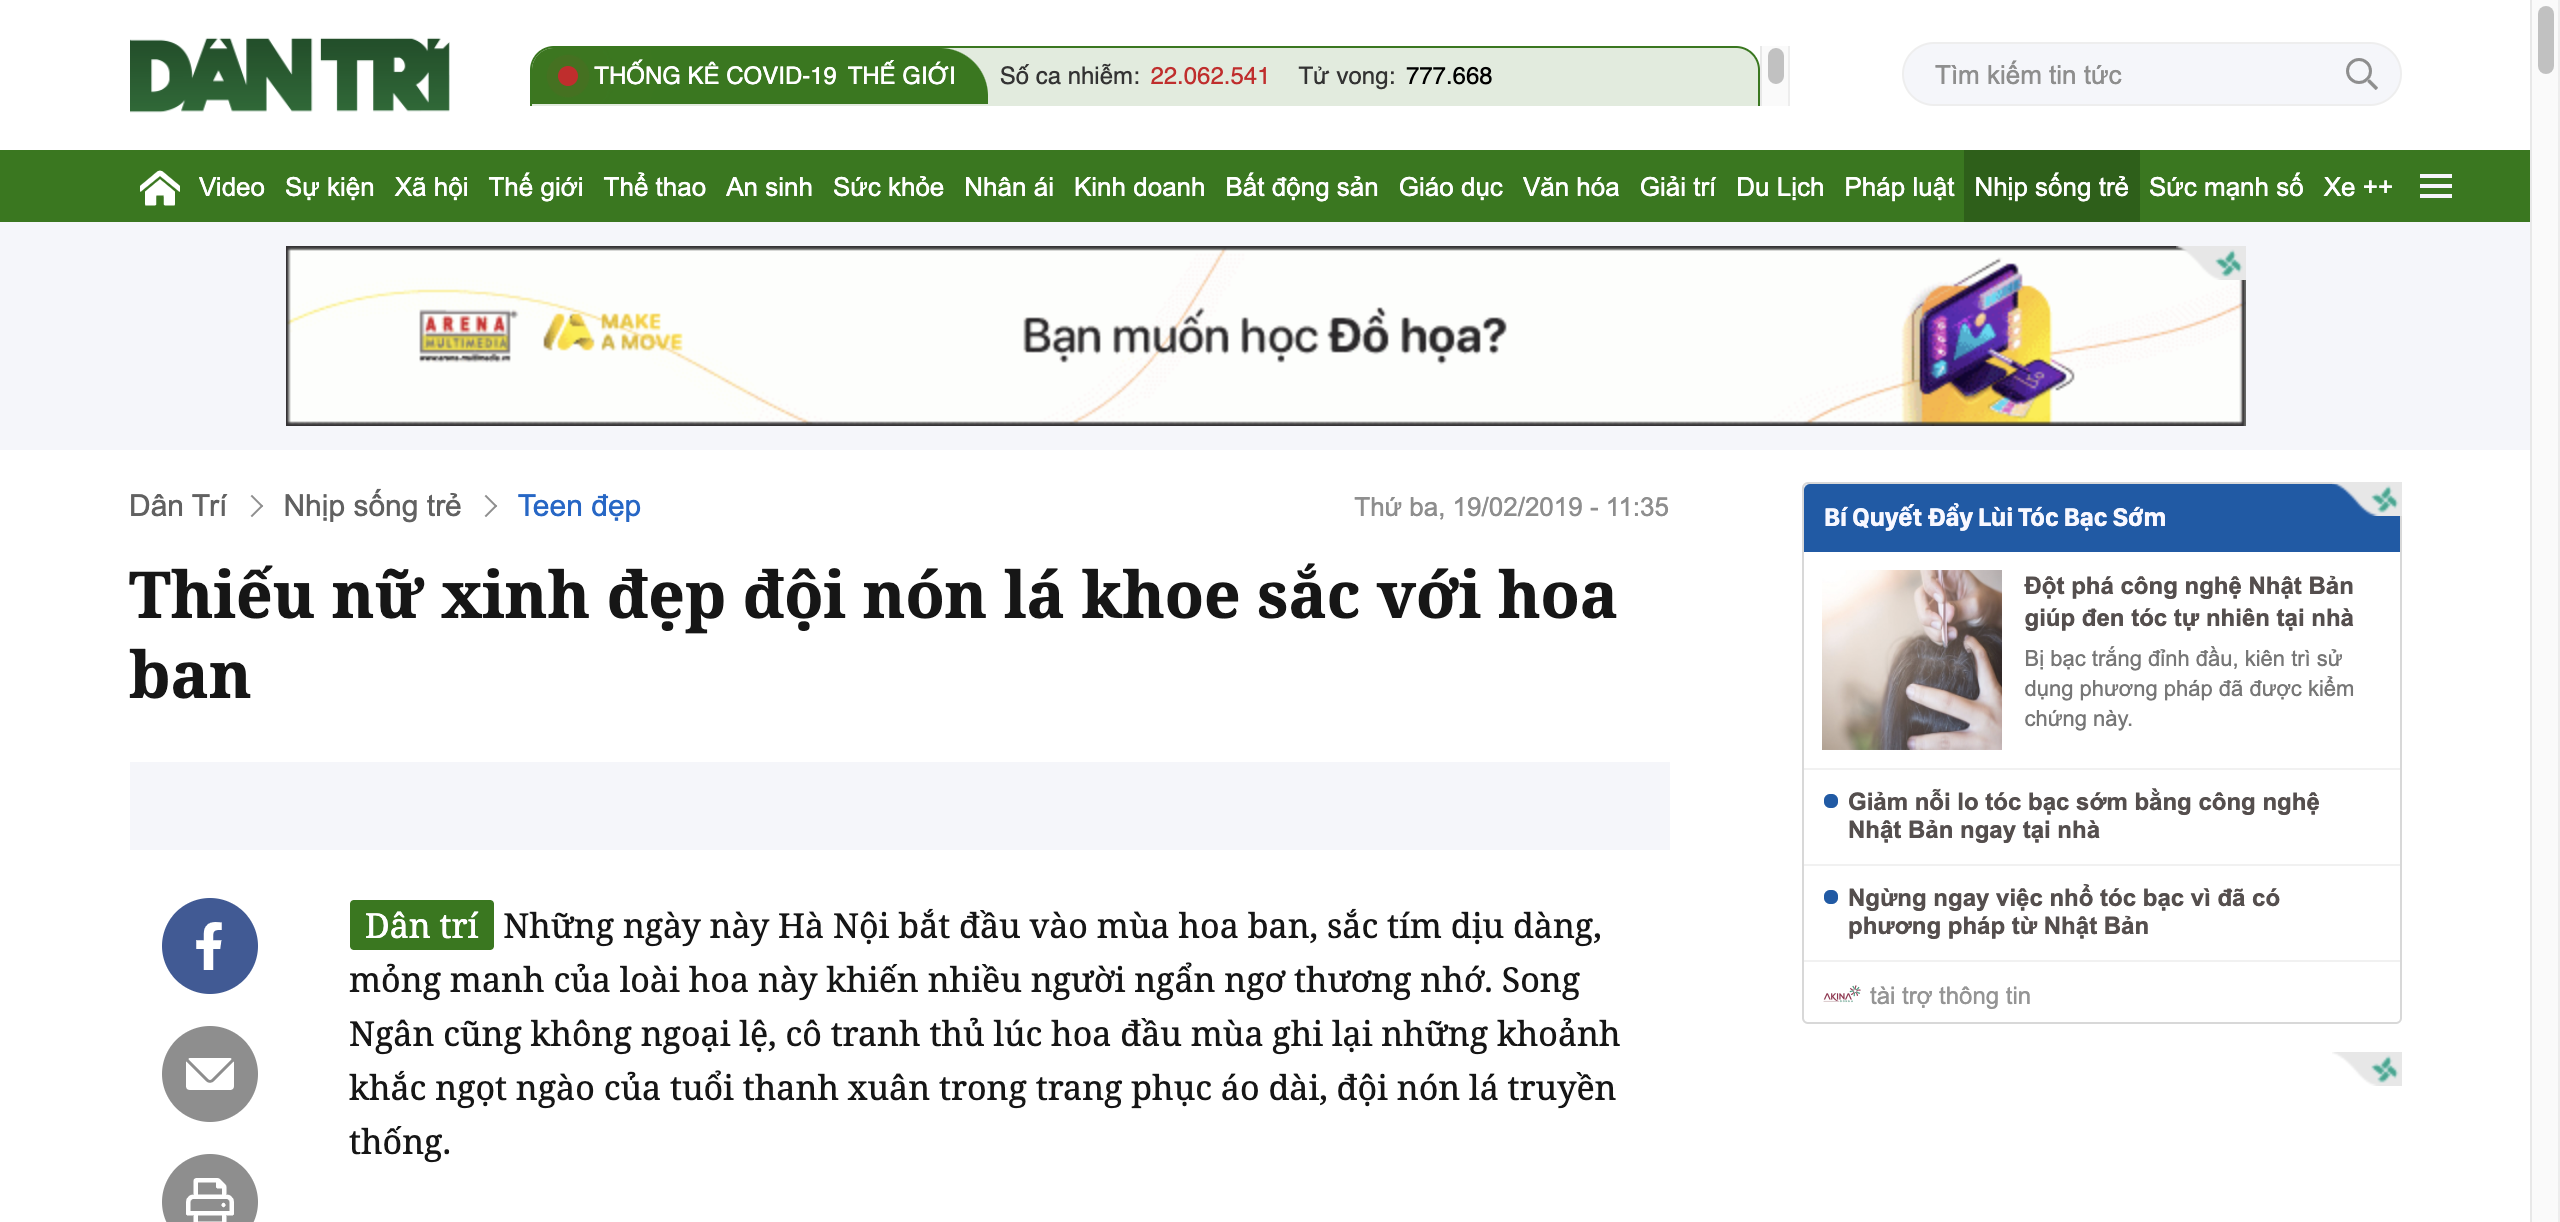 DÂN TRÍ
THỐNG KÊ COVID-19 THẾ GIỚI Số ca nhiễm: 22.062.541 Tử vong: 777.668
Tìm kiếm tin tức
Video Sự kiện Xã hội Thế giới Thể thao An sinh Sức khỏe Nhân ái Kinh doanh Bất động sản Giáo dục Văn hóa Giải trí Du Lịch Pháp luật Nhịp sống trẻ Sức mạnh số Xe ++
ARENA
MULTIMEDIA
www.arena-multimedia.vn
MAKE
A MOVE
Bạn muốn học Đồ họa?
Dân Trí > Nhịp sống trẻ > Teen đẹp
Thứ ba, 19/02/2019 - 11:35
Thiếu nữ xinh đẹp đội nón lá khoe sắc với hoa
ban
Dân trí Những ngày này Hà Nội bắt đầu vào mùa hoa ban, sắc tím dịu dàng,
mỏng manh của loài hoa này khiến nhiều người ngẩn ngơ thương nhớ. Song
Ngân cũng không ngoại lệ, cô tranh thủ lúc hoa đầu mùa ghi lại những khoảnh
khắc ngọt ngào của tuổi thanh xuân trong trang phục áo dài, đội nón lá truyền
thống.
Bí Quyết Đẩy Lùi Tóc Bạc Sớm
Đột phá công nghệ Nhật Bản
giúp đen tóc tự nhiên tại nhà
Bị bạc trắng đỉnh đầu, kiên trì sử
dụng phương pháp đã được kiểm
chứng này.
Giảm nỗi lo tóc bạc sớm bằng công nghệ
Nhật Bản ngay tại nhà
Ngừng ngay việc nhổ tóc bạc vì đã có
phương pháp từ Nhật Bản
AKINA tài trợ thông tin